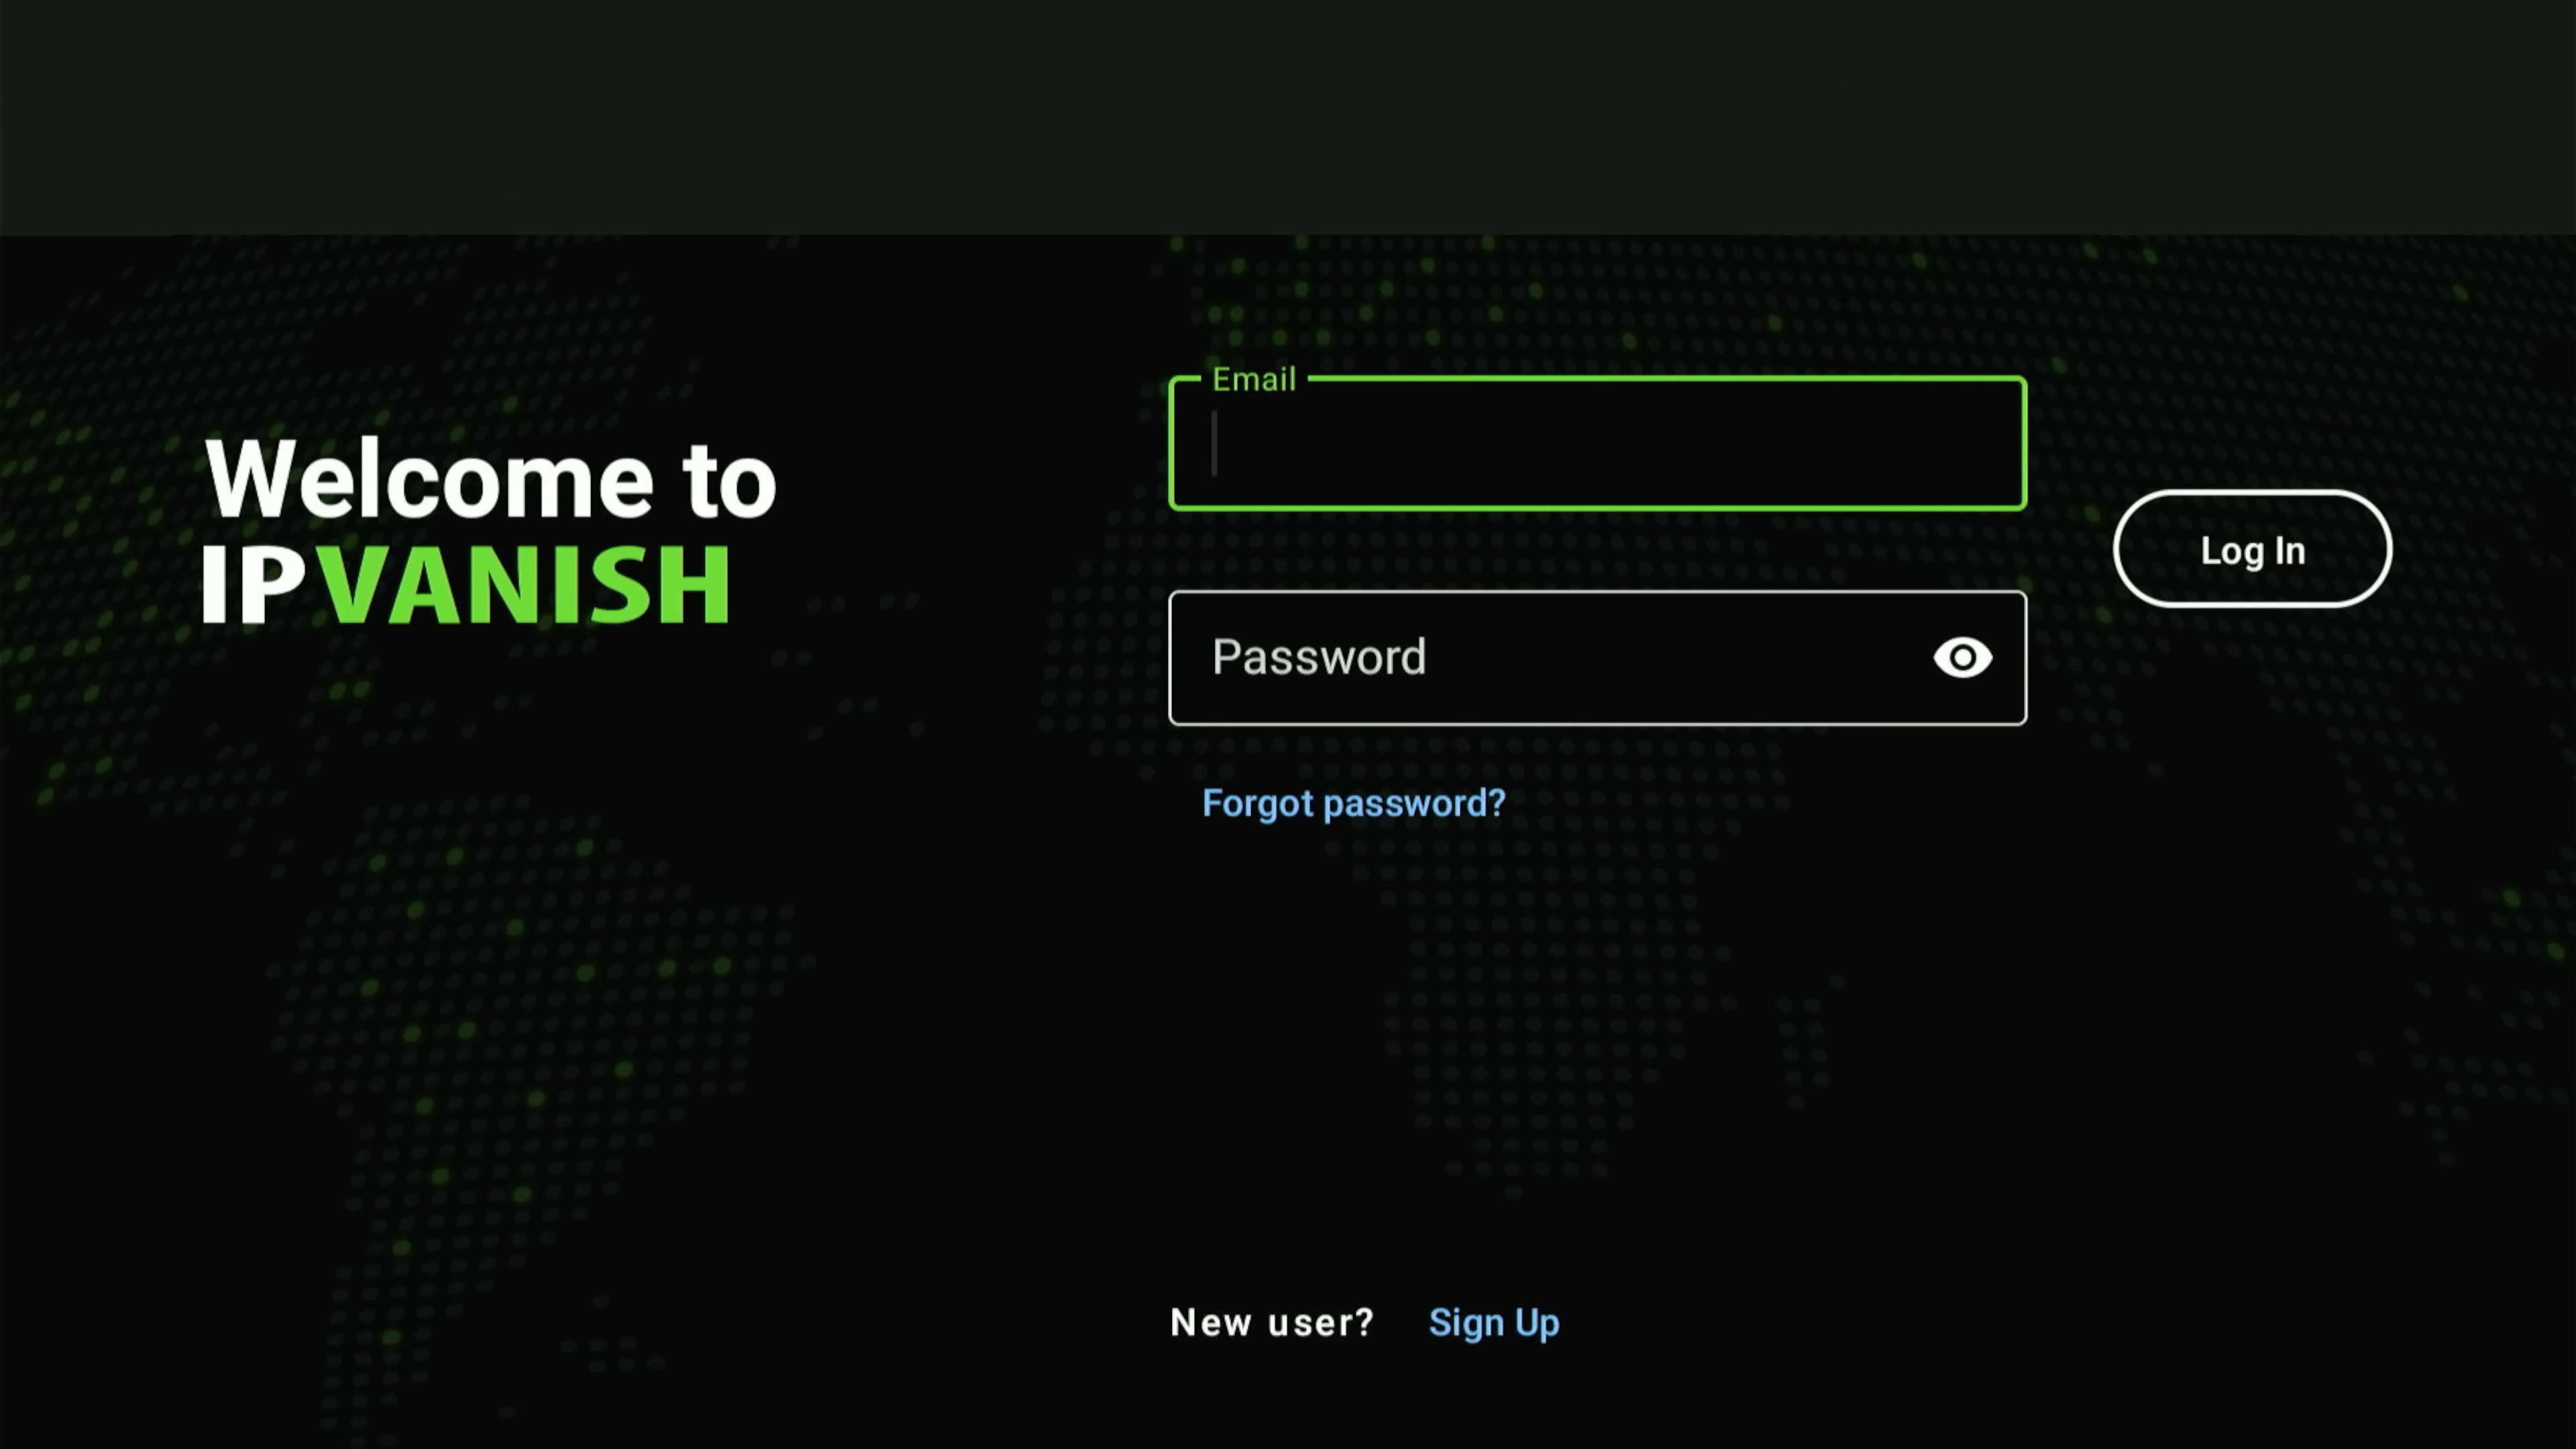 Welcome to
IPVANISH
Email
Password
Log In
Forgot password?
New user? Sign Up